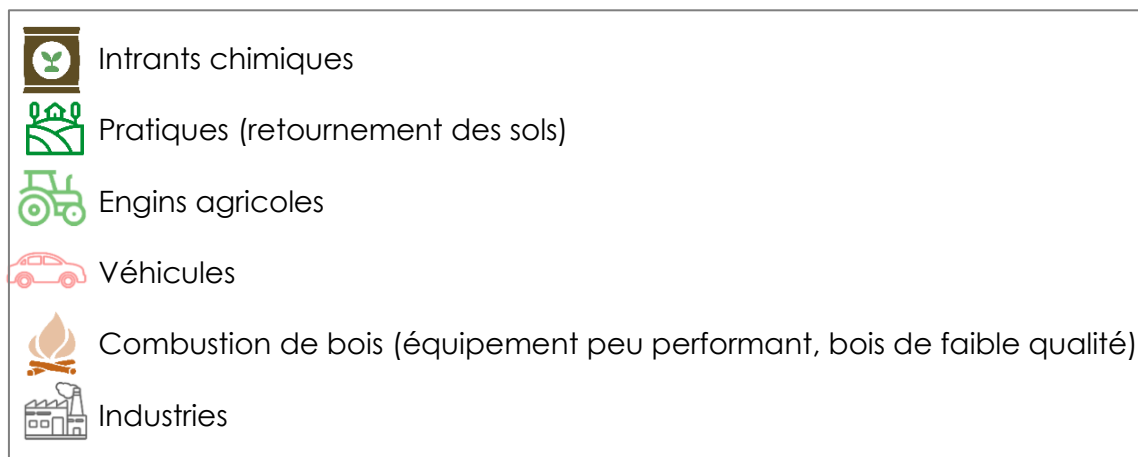 Intrants chimiques
Pratiques (retournement des sols)
Engins agricoles
Véhicules
Combustion de bois (équipement peu performant, bois de faible qualité)
Industries